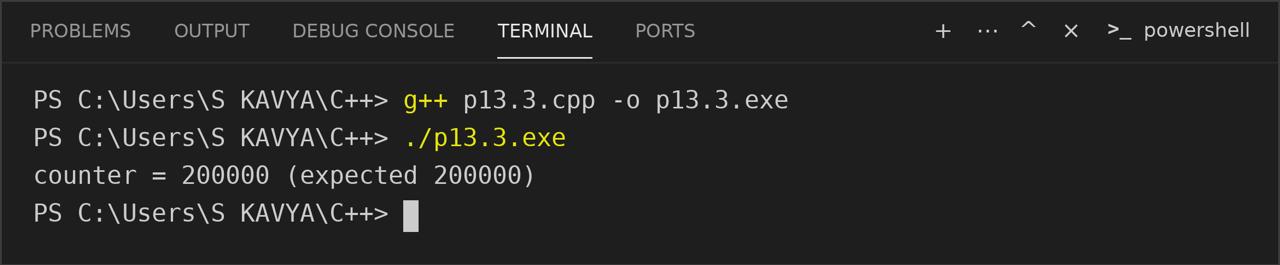 PROBLEMS OUTPUT DEBUG CONSOLE TERMINAL PORTS + ... ^ × >_ powershell
PS C:\Users\S KAVYA\C++> g++ p13.3.cpp -o p13.3.exe
PS C:\Users\S KAVYA\C++> ./p13.3.exe
counter = 200000 (expected 200000)
PS C:\Users\S KAVYA\C++>